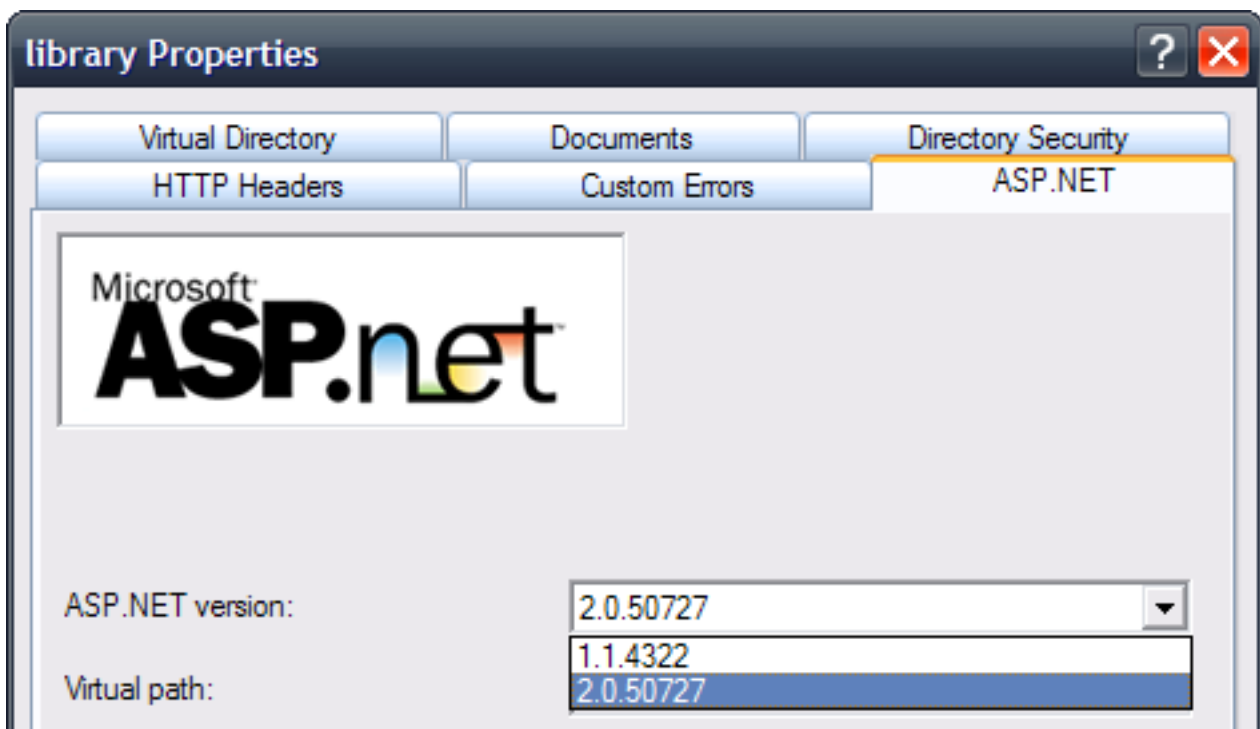 library Properties
Virtual Directory Documents Directory Security
HTTP Headers Custom Errors ASP.NET
Microsoft
ASP.net
ASP.NET version: 2.0.50727
1.1.4322
Virtual path: 2.0.50727